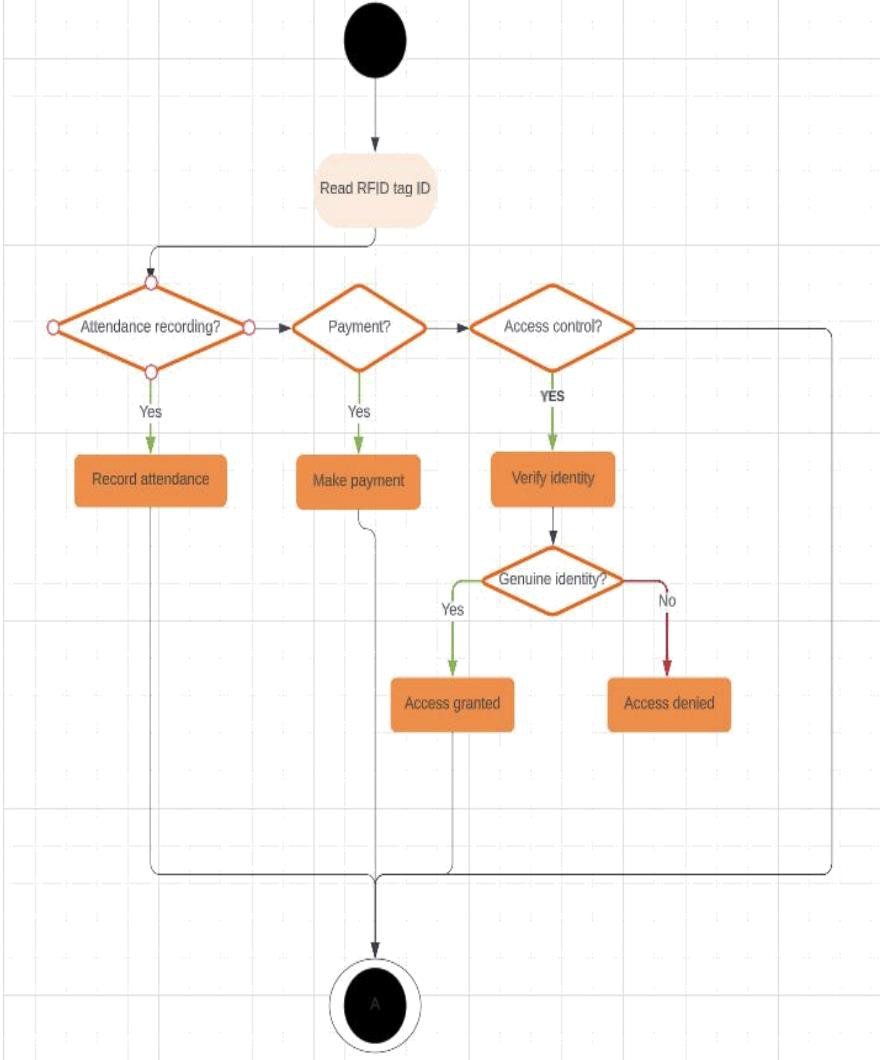 Read RFID tag ID
Attendance recording?
Payment?
Access control?
Yes
Yes
YES
Record attendance
Make payment
Verify identity
Genuine identity?
Yes
No
Access granted
Access denied
A